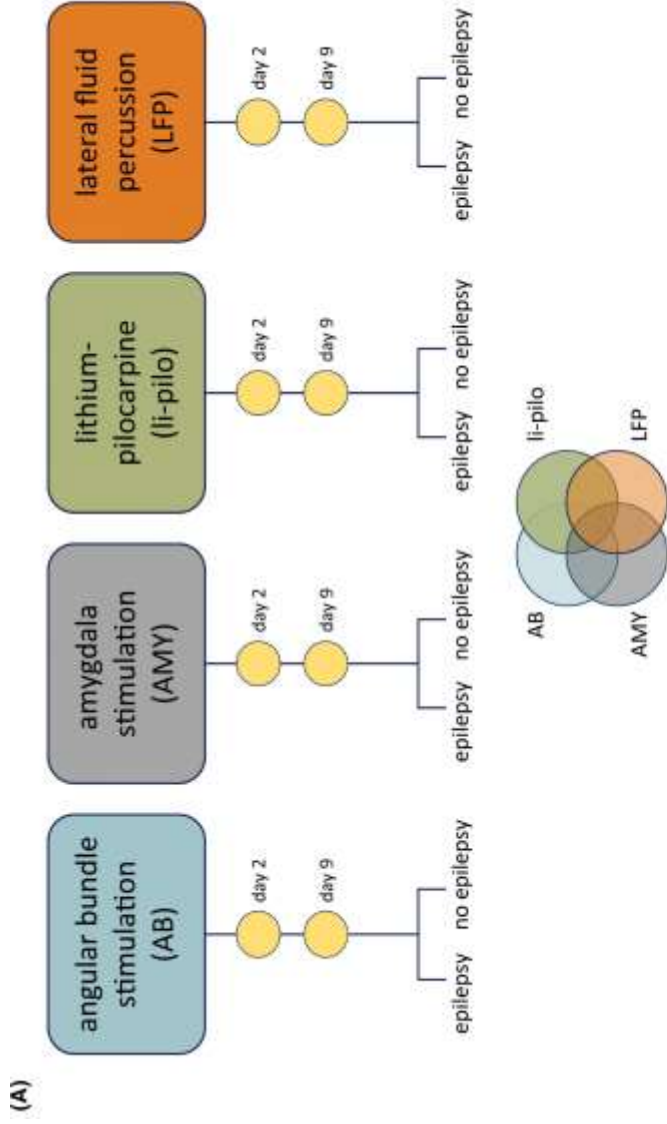 (A)
angular bundle
stimulation
(AB)
day 2
day 9
epilepsy
no epilepsy
amygdala
stimulation
(AMY)
day 2
day 9
epilepsy
no epilepsy
lithium-
pilocarpine
(li-pilo)
day 2
day 9
epilepsy
no epilepsy
lateral fluid
percussion
(LFP)
day 2
day 9
epilepsy
no epilepsy
AB
li-pilo
AMY
LFP